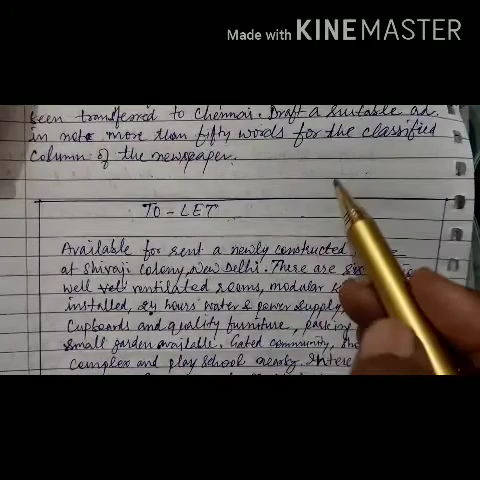 Made with KINEMASTER
been transferred to Chennai. Draft a suitable ad.
in not more than fifty words for the classified
column of the newspaper.
TO-LET
Available for rent a newly constructed
at Shivaji Colony, New Delhi. There are
well ventilated rooms, modular
installed, 24 hours' water & power supply,
Cupboards and quality furniture, parking
small garden available. Gated community,
complex and play school nearby.